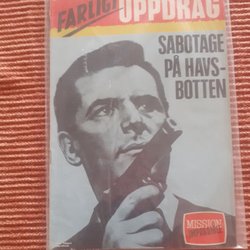 FARLIGT
UPPDRAG
SABOTAGE
PÅ HAVS-
BOTTEN
MISSION